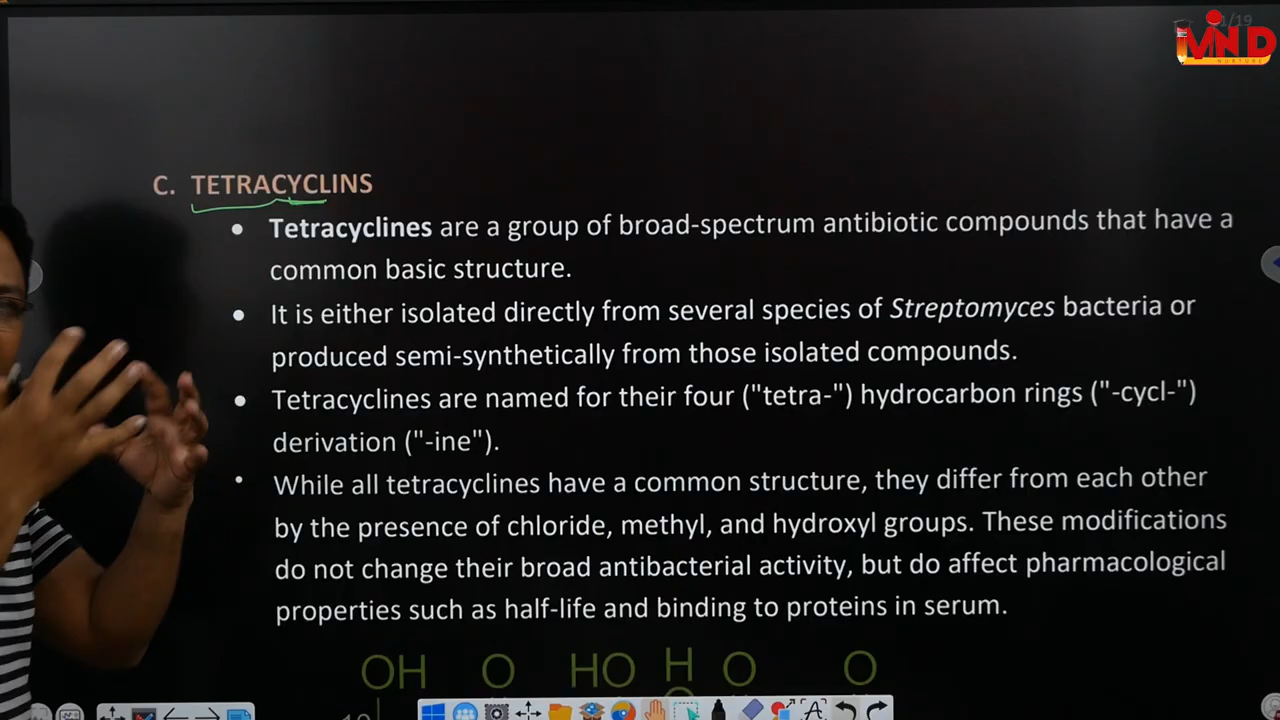 1/19
MIND
NURTURE
C. TETRACYCLINS
• Tetracyclines are a group of broad-spectrum antibiotic compounds that have a
common basic structure.
• It is either isolated directly from several species of Streptomyces bacteria or
produced semi-synthetically from those isolated compounds.
• Tetracyclines are named for their four ("tetra-") hydrocarbon rings ("-cycl-")
derivation ("-ine").
• While all tetracyclines have a common structure, they differ from each other
by the presence of chloride, methyl, and hydroxyl groups. These modifications
do not change their broad antibacterial activity, but do affect pharmacological
properties such as half-life and binding to proteins in serum.
OH O HO H O O